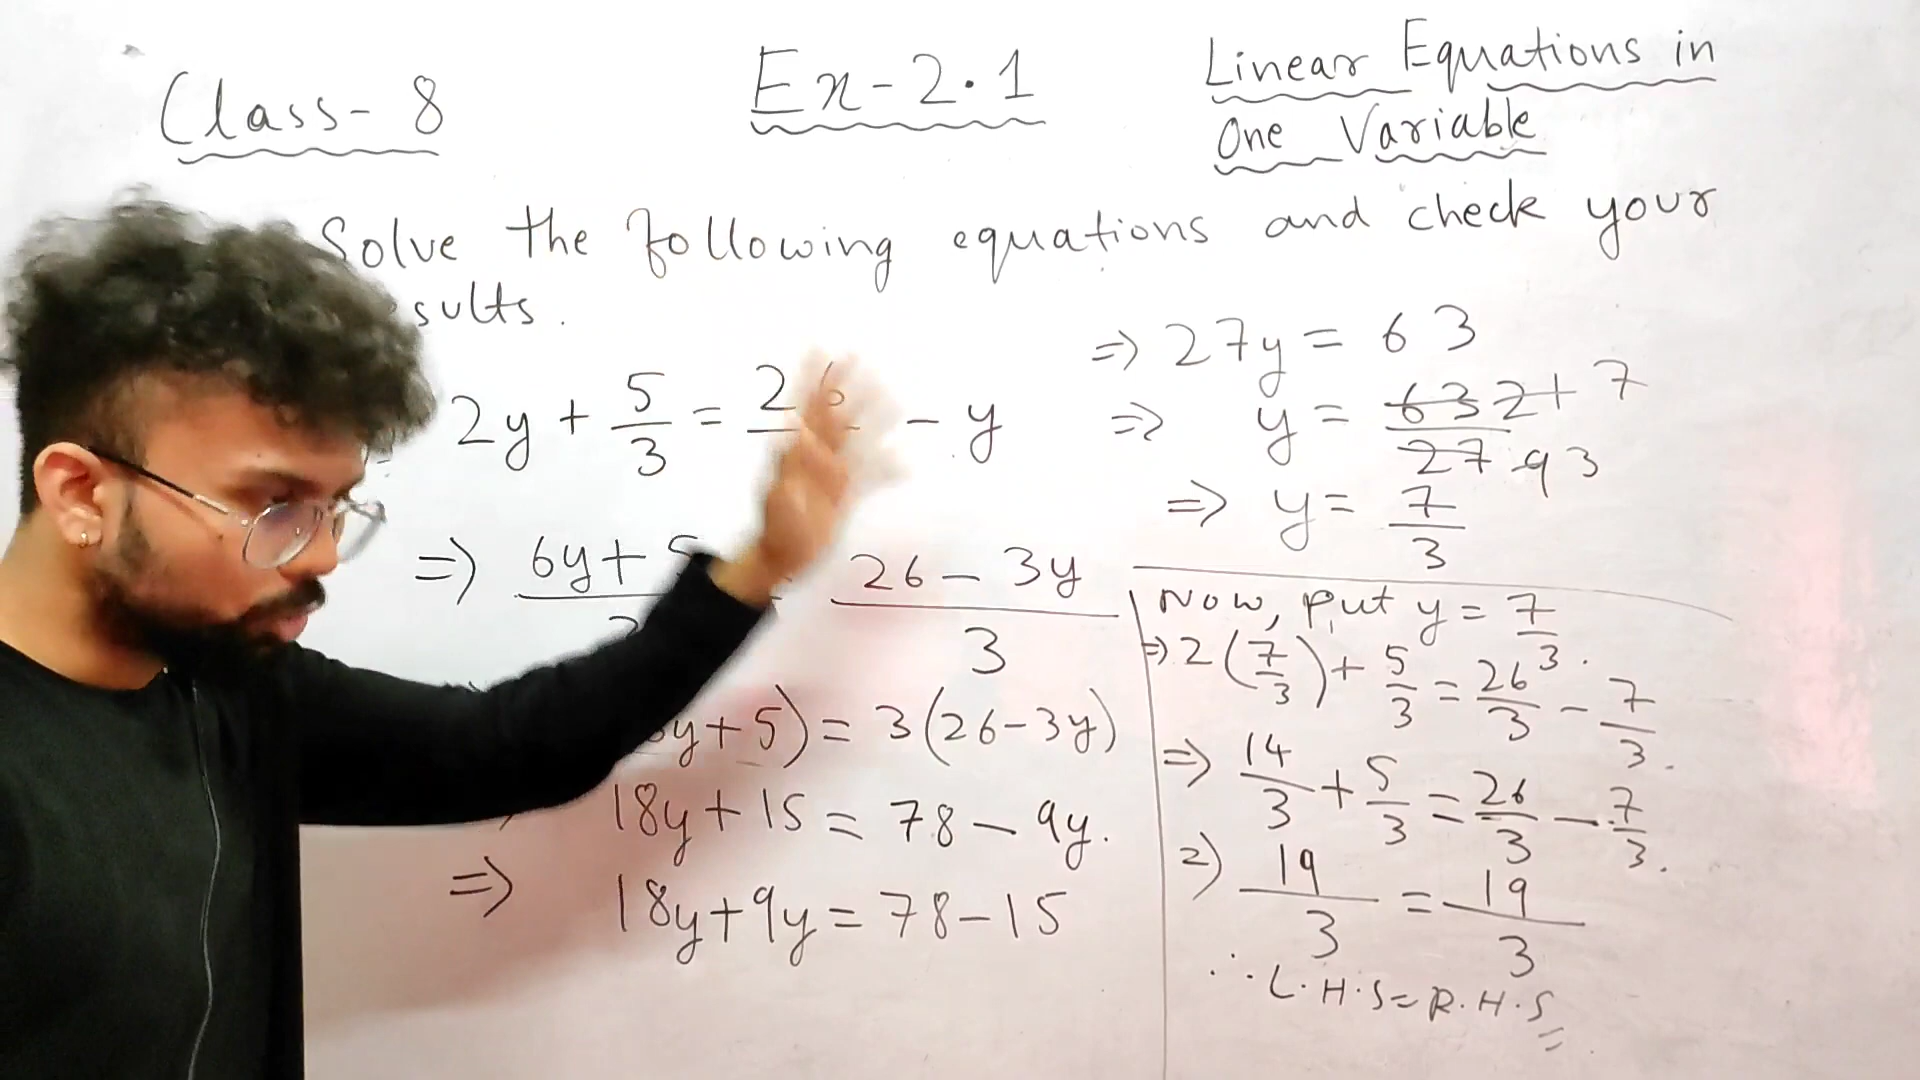 Class-8
Ex-2.1
Linear Equations in
One Variable
Solve the following equations and check your
sults.
2y + 5/3 = 26 - y
=> 6y + 5 = 26 - 3y / 3
y+5) = 3(26-3y)
18y + 15 = 78 - 9y.
=> 18y+9y = 78-15
=> 27y = 63
=> y = 63 21 7 / 27 9 3
=> y = 7/3
Now, put y = 7/3.
=> 2(7/3) + 5/3 = 26/3 - 7/3.
=> 14/3 + 5/3 = 26/3 - 7/3.
=> 19/3 = 19/3
∴ L.H.S = R.H.S